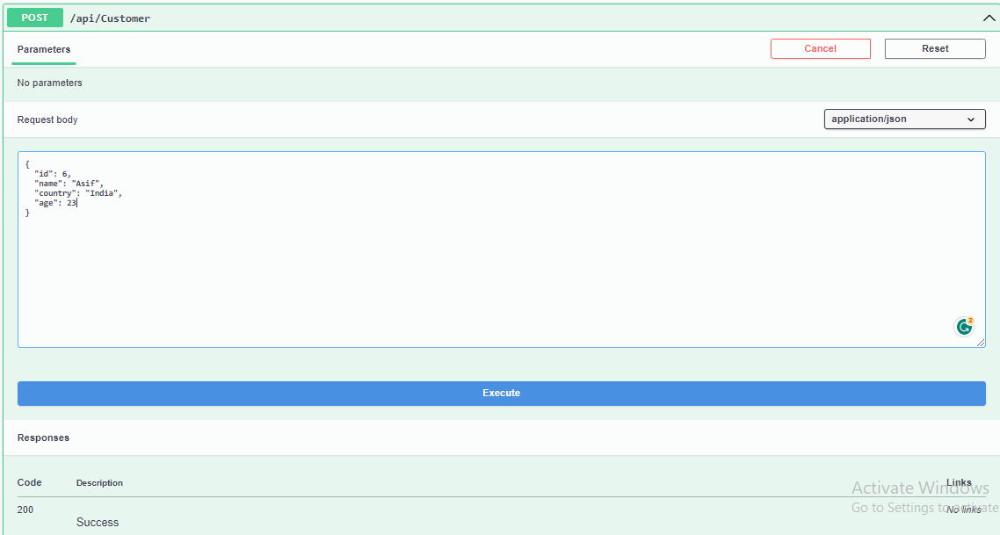 POST /api/Customer
Parameters
Cancel
Reset
No parameters
Request body
application/json
{
"id": 6,
"name": "Asif",
"country": "India",
"age": 23
}
2
Execute
Responses
Code Description Links
200 Success No links
Activate Windows
Go to Settings to activate